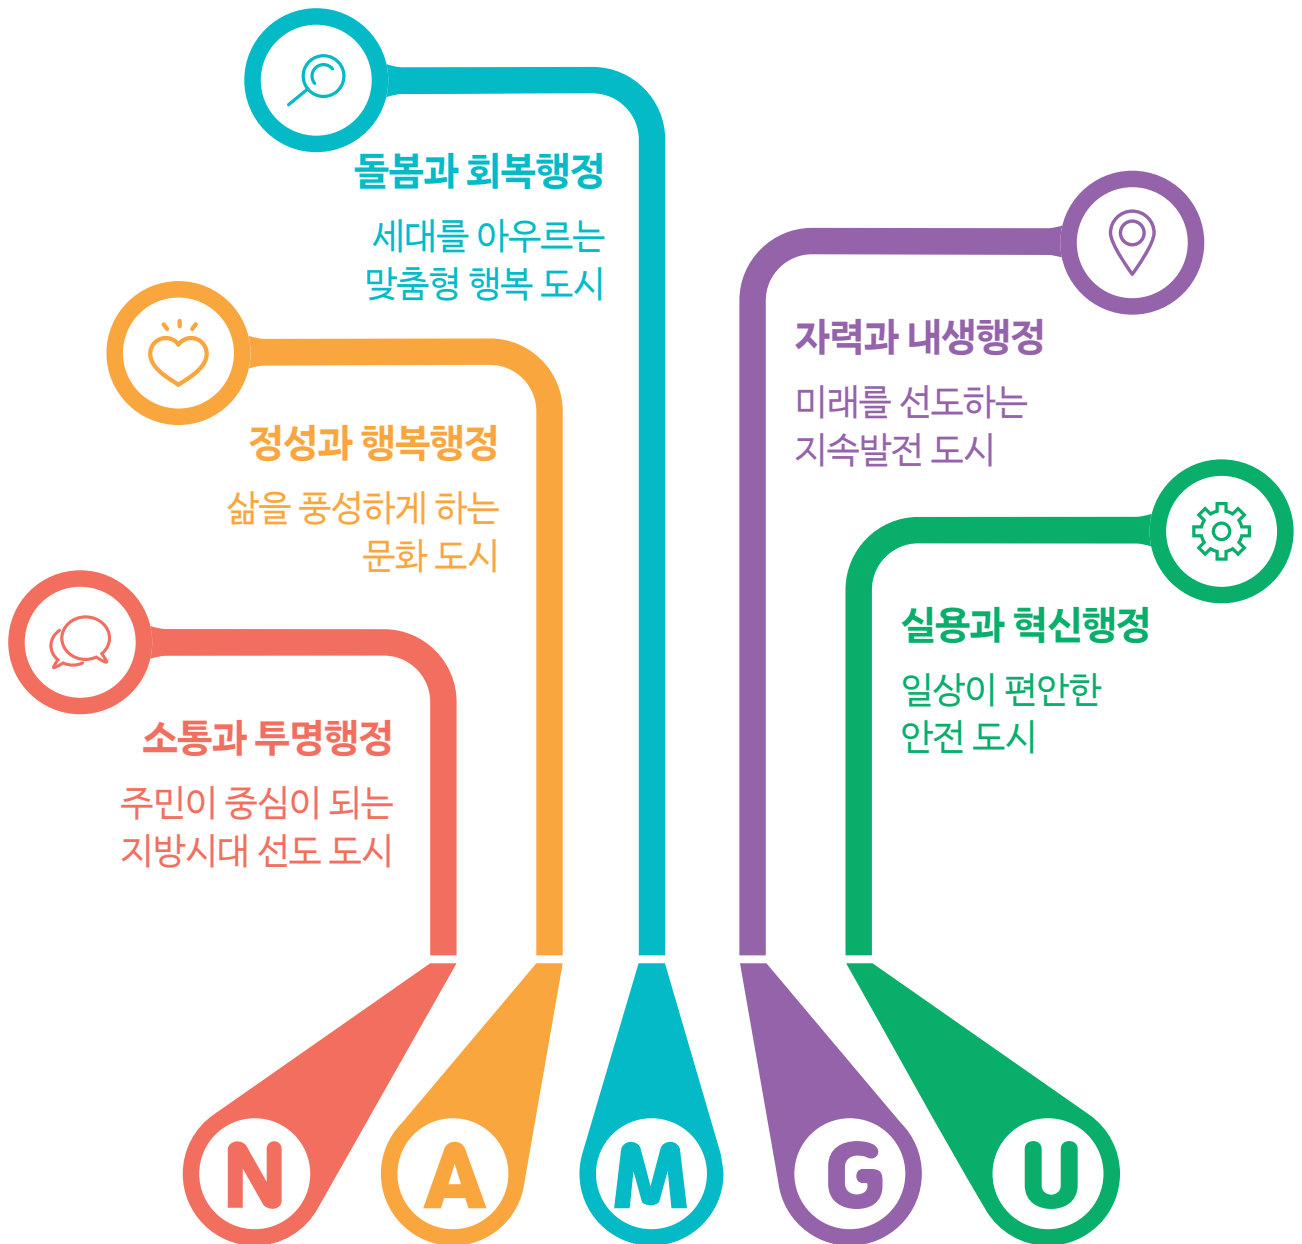 돌봄과 회복행정
세대를 아우르는
맞춤형 행복 도시
자력과 내생행정
미래를 선도하는
지속발전 도시
정성과 행복행정
삶을 풍성하게 하는
문화 도시
실용과 혁신행정
일상이 편안한
안전 도시
소통과 투명행정
주민이 중심이 되는
지방시대 선도 도시
N A M G U